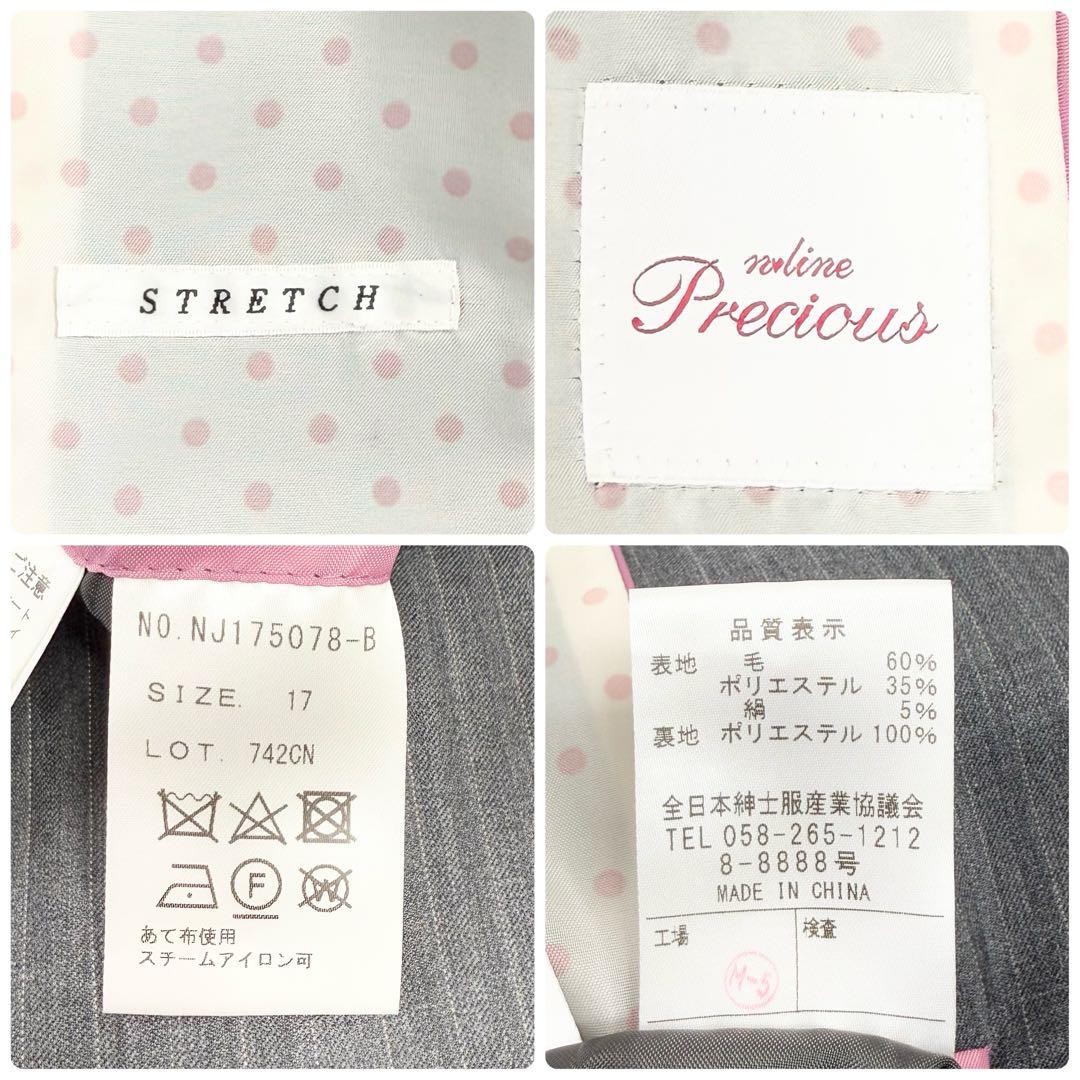 STRETCH
n♥line
Precious
ご注意
NO.NJ175078-B
SIZE. 17
LOT. 742CN
F
W
あて布使用
スチームアイロン可
品質表示
表地 毛 60%
ポリエステル 35%
絹 5%
裏地 ポリエステル 100%
全日本紳士服産業協議会
TEL 058-265-1212
8-8888号
MADE IN CHINA
工場 検査
M-5